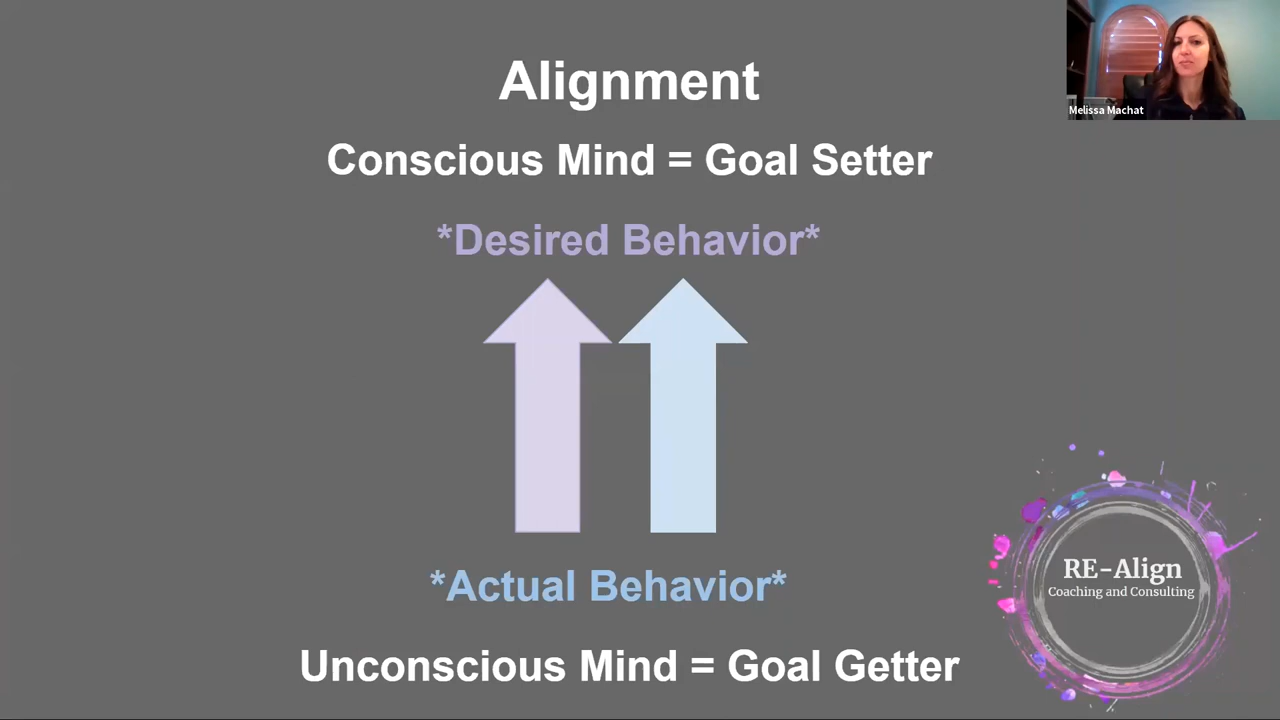 Alignment
Conscious Mind = Goal Setter
*Desired Behavior*
*Actual Behavior*
Unconscious Mind = Goal Getter
Melissa Machat
RE-Align
Coaching and Consulting